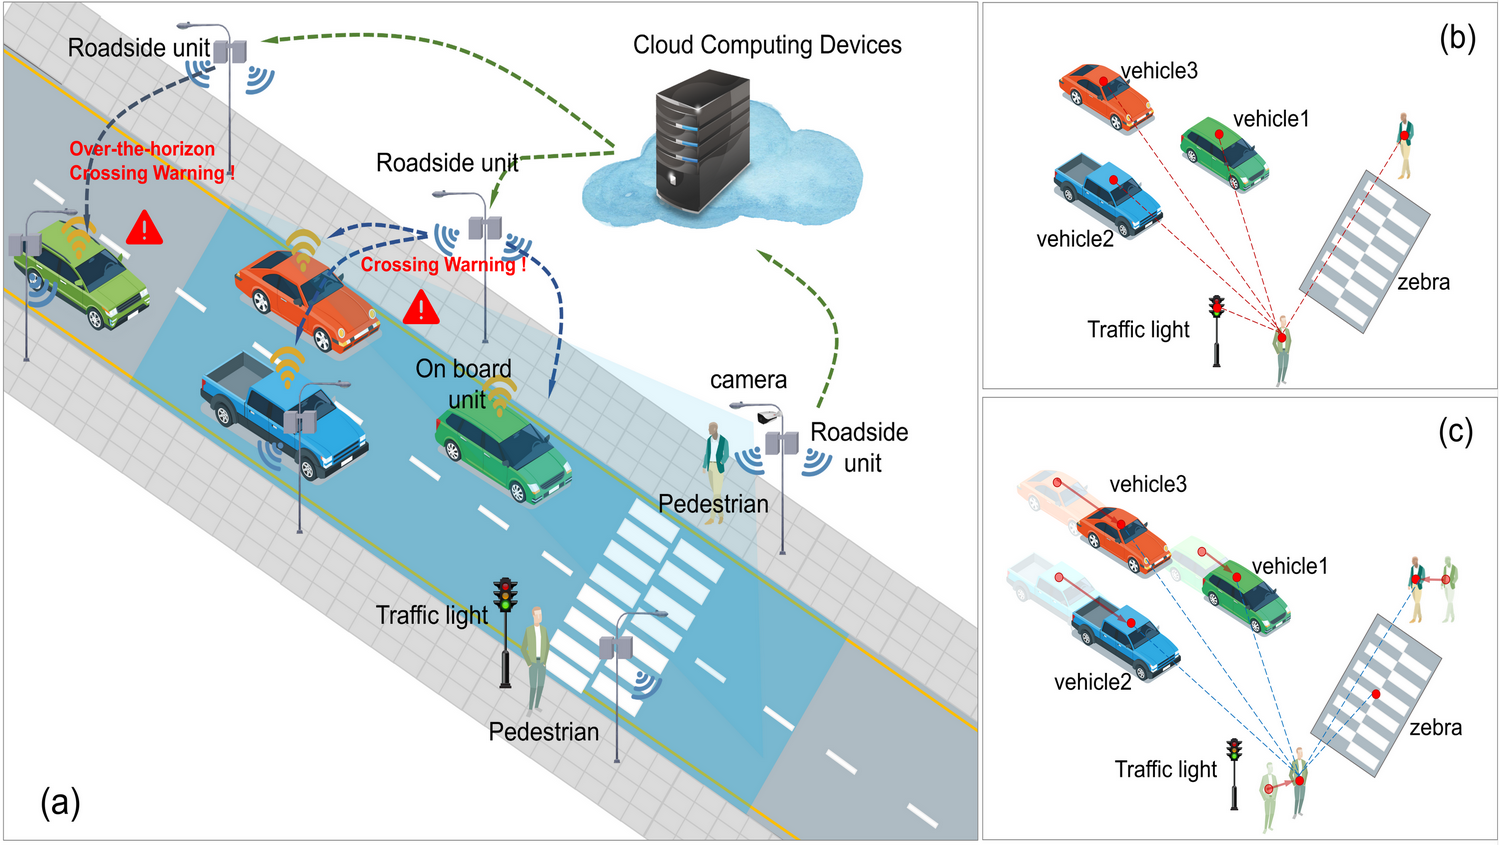 Roadside unit
Cloud Computing Devices
Over-the-horizon
Crossing Warning !
Roadside unit
Crossing Warning !
On board
unit
camera
Roadside
unit
Pedestrian
Traffic light
Pedestrian
(a)
(b)
vehicle3
vehicle1
vehicle2
zebra
Traffic light
(c)
vehicle3
vehicle1
vehicle2
zebra
Traffic light